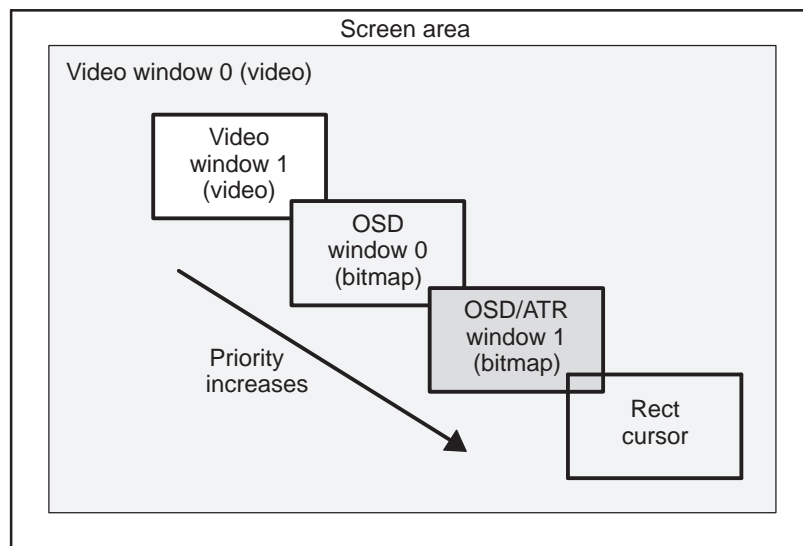 Screen area
Video window 0 (video)
Video
window 1
(video)
OSD
window 0
(bitmap)
OSD/ATR
window 1
(bitmap)
Priority
increases
Rect
cursor